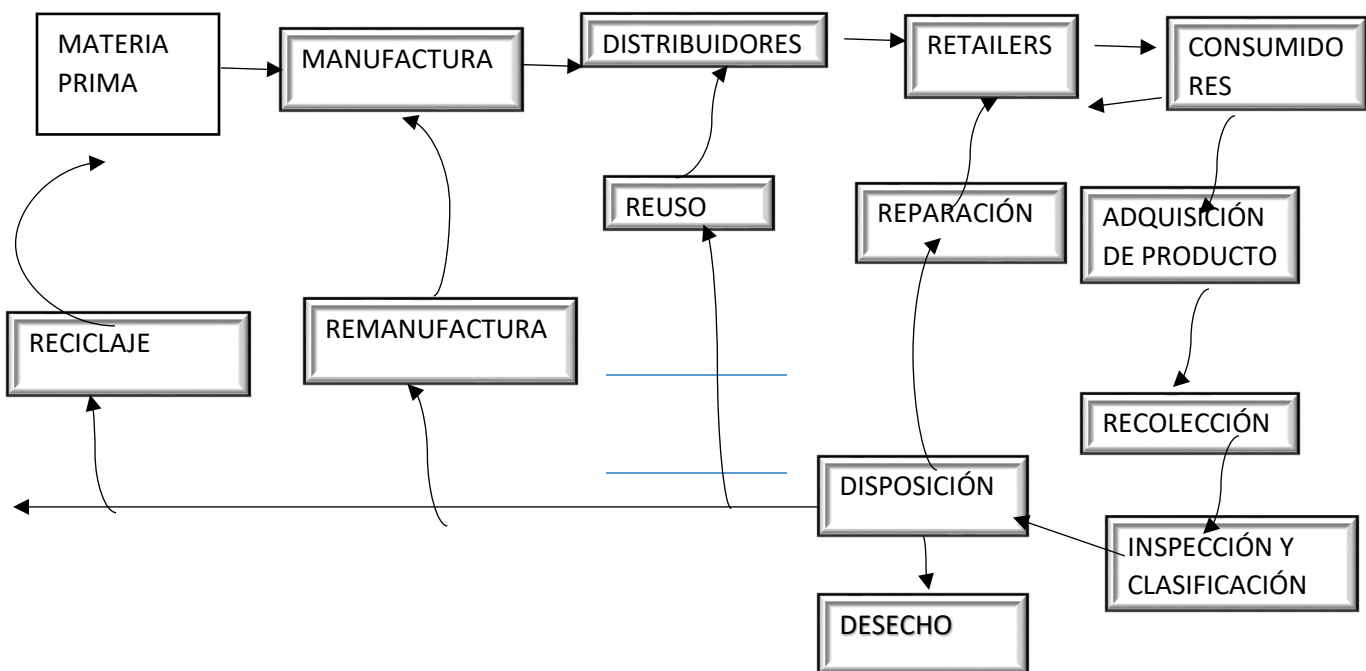 MATERIA
PRIMA
MANUFACTURA
DISTRIBUIDORES
RETAILERS
CONSUMIDO
RES
REUSO
REPARACIÓN
ADQUISICIÓN
DE PRODUCTO
RECICLAJE
REMANUFACTURA
RECOLECCIÓN
DISPOSICIÓN
INSPECCIÓN Y
CLASIFICACIÓN
DESECHO